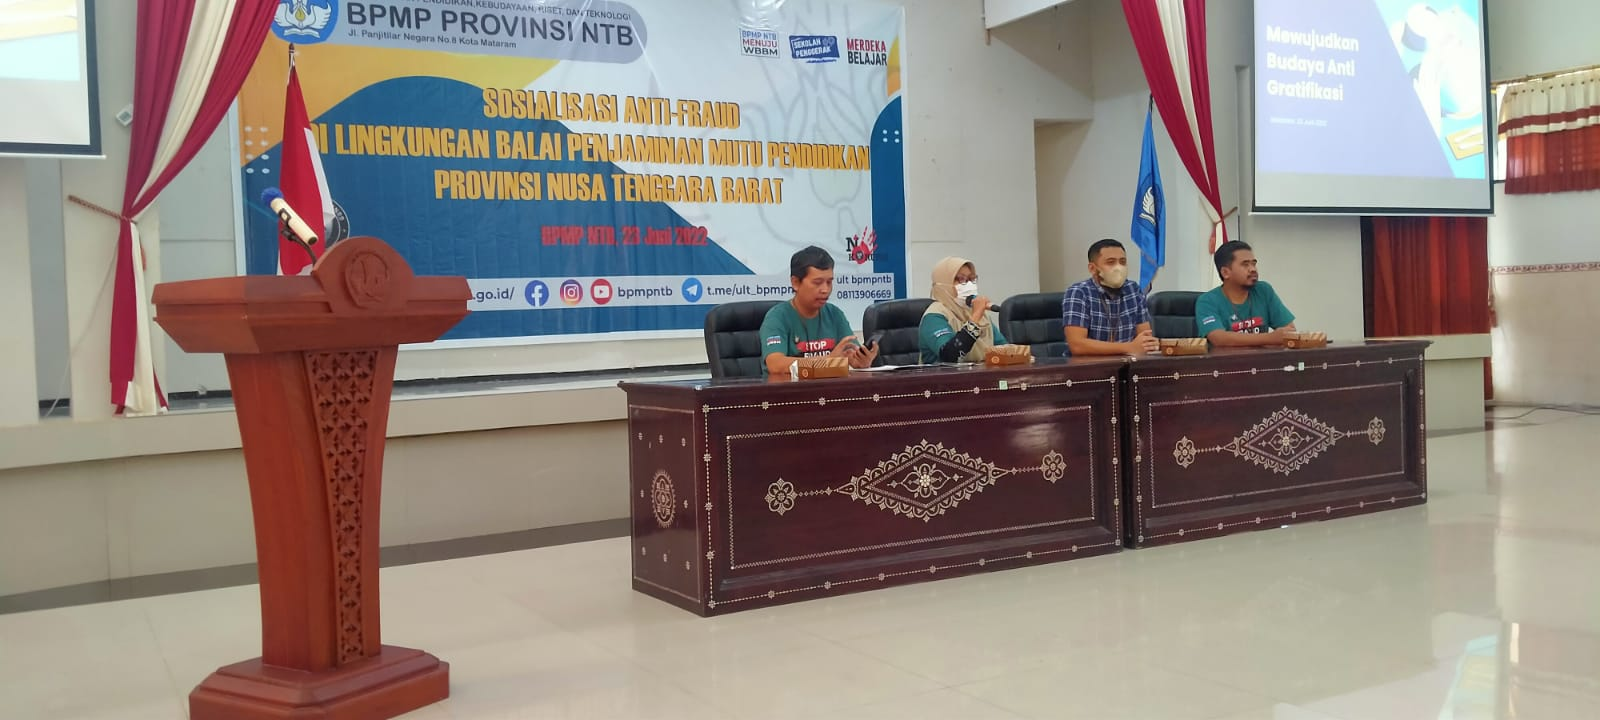 PENDIDIKAN, KEBUDAYAAN, RISET, DAN TEKNOLOGI
BPMP PROVINSI NTB
Jl. Panjitilar Negara No.8 Kota Mataram
BPMP NTB
MENUJU
WBBM
SEKOLAH
PENGGERAK
MERDEKA
BELAJAR
SOSIALISASI ANTI-FRAUD
DI LINGKUNGAN BALAI PENJAMINAN MUTU PENDIDIKAN
PROVINSI NUSA TENGGARA BARAT
BPMP NTB, 23 Juni 2022
.go.id/
bpmpntb
t.me/ult_bpmpn
ult bpmpntb
08113906669
Mewujudkan
Budaya Anti
Gratifikasi
STOP
STOP